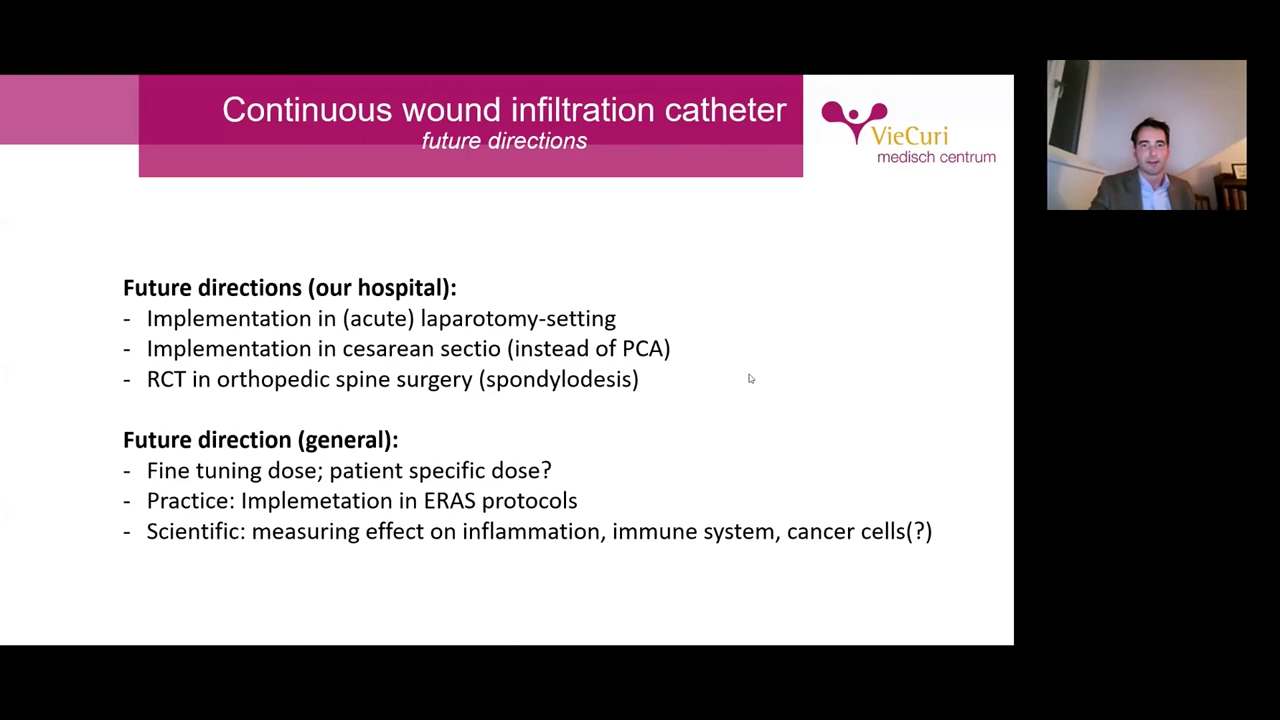 Continuous wound infiltration catheter
future directions
VieCuri
medisch centrum
Future directions (our hospital):
- Implementation in (acute) laparotomy-setting
- Implementation in cesarean sectio (instead of PCA)
- RCT in orthopedic spine surgery (spondylodesis)
Future direction (general):
- Fine tuning dose; patient specific dose?
- Practice: Implemetation in ERAS protocols
- Scientific: measuring effect on inflammation, immune system, cancer cells(?)